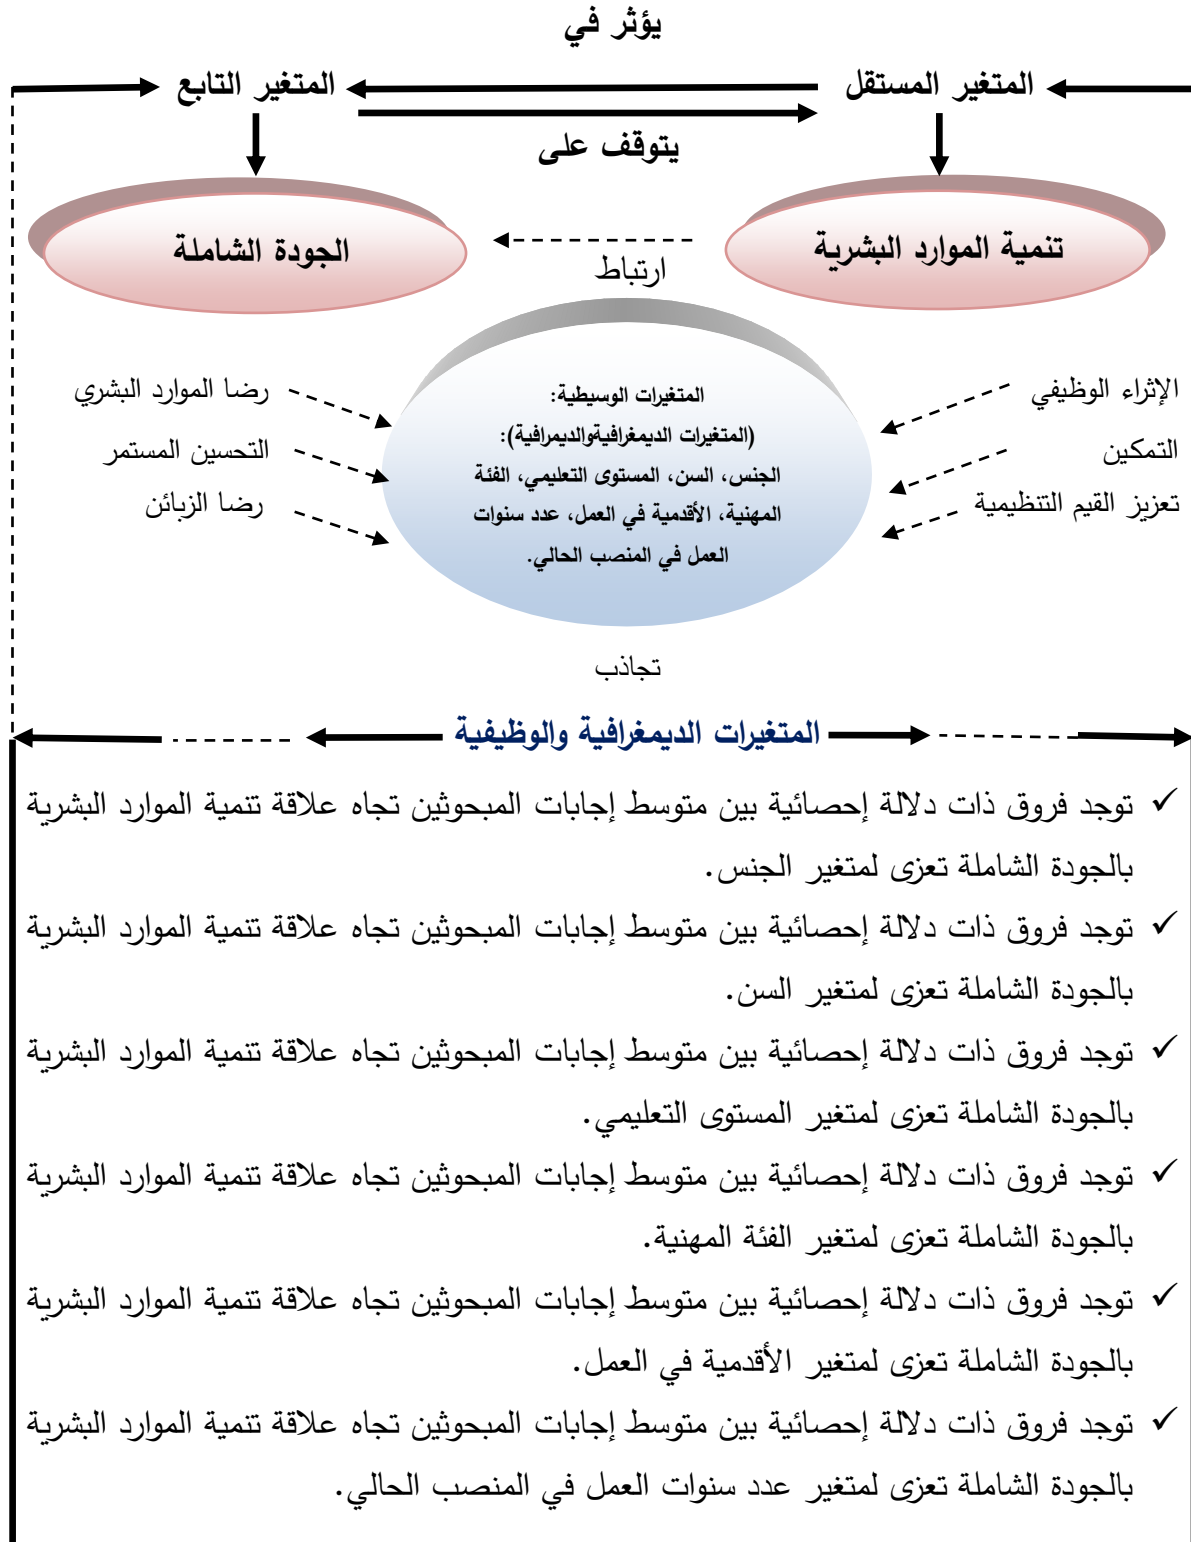 يؤثر في
المتغير المستقل
المتغير التابع
يتوقف على
تنمية الموارد البشرية
الجودة الشاملة
ارتباط
المتغيرات الوسيطية:
(المتغيرات الديمغرافيةوالديمرافية):
الجنس، السن، المستوى التعليمي، الفئة
المهنية، الأقدمية في العمل، عدد سنوات
العمل في المنصب الحالي.
الإثراء الوظيفي
التمكين
تعزيز القيم التنظيمية
رضا الموارد البشري
التحسين المستمر
رضا الزبائن
تجاذب
المتغيرات الديمغرافية والوظيفية
✓ توجد فروق ذات دلالة إحصائية بين متوسط إجابات المبحوثين تجاه علاقة تنمية الموارد البشرية
بالجودة الشاملة تعزى لمتغير الجنس.
✓ توجد فروق ذات دلالة إحصائية بين متوسط إجابات المبحوثين تجاه علاقة تنمية الموارد البشرية
بالجودة الشاملة تعزى لمتغير السن.
✓ توجد فروق ذات دلالة إحصائية بين متوسط إجابات المبحوثين تجاه علاقة تنمية الموارد البشرية
بالجودة الشاملة تعزى لمتغير المستوى التعليمي.
✓ توجد فروق ذات دلالة إحصائية بين متوسط إجابات المبحوثين تجاه علاقة تنمية الموارد البشرية
بالجودة الشاملة تعزى لمتغير الفئة المهنية.
✓ توجد فروق ذات دلالة إحصائية بين متوسط إجابات المبحوثين تجاه علاقة تنمية الموارد البشرية
بالجودة الشاملة تعزى لمتغير الأقدمية في العمل.
✓ توجد فروق ذات دلالة إحصائية بين متوسط إجابات المبحوثين تجاه علاقة تنمية الموارد البشرية
بالجودة الشاملة تعزى لمتغير عدد سنوات العمل في المنصب الحالي.